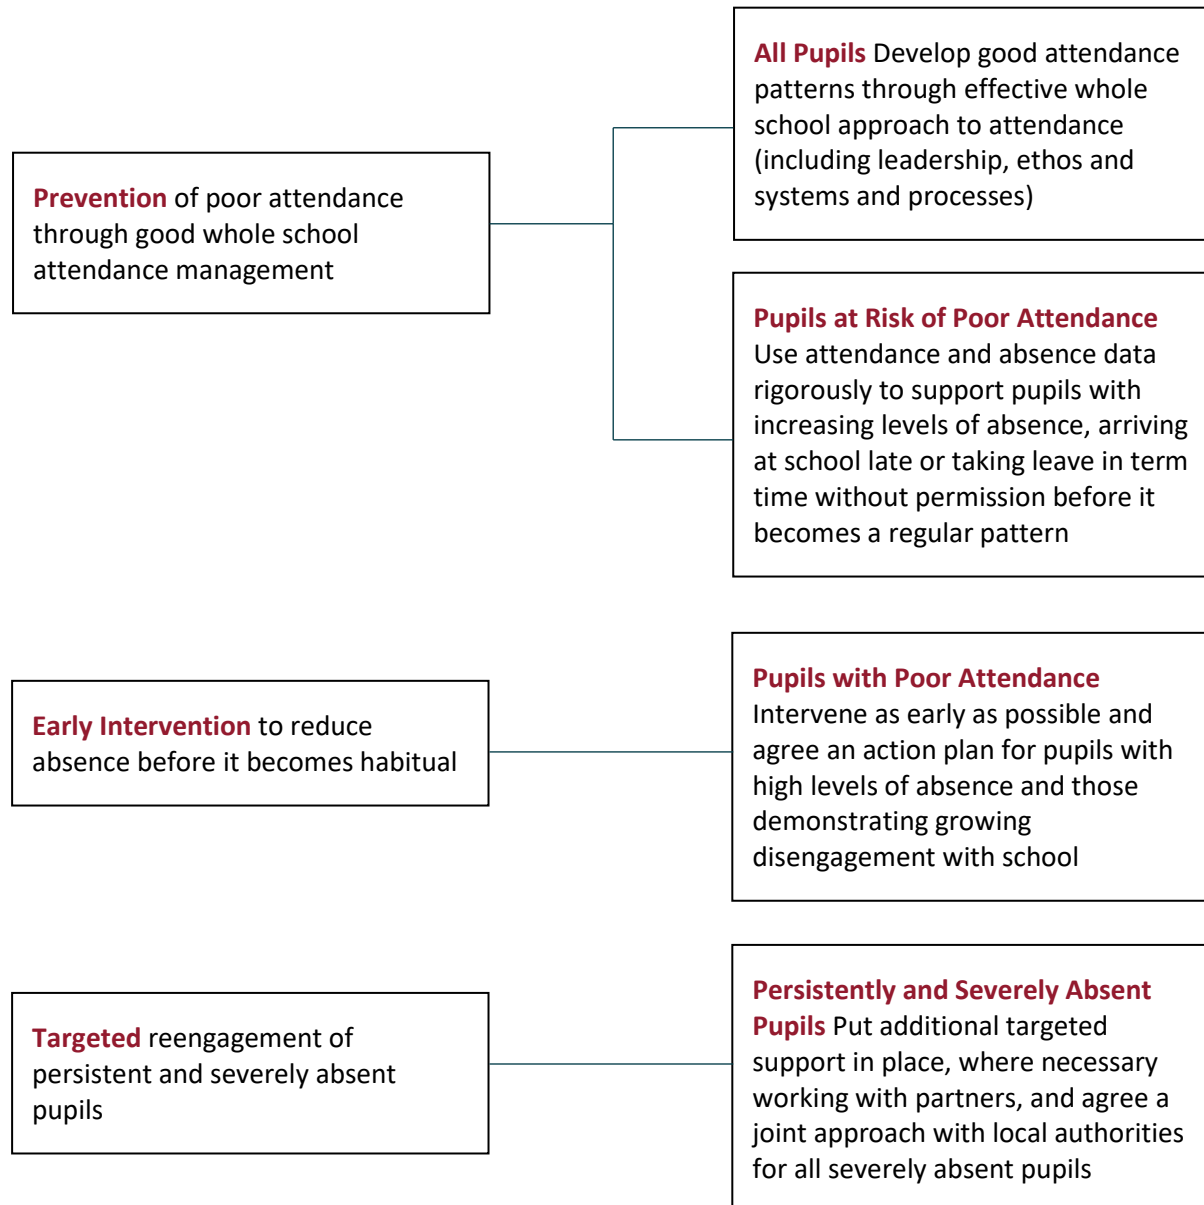 Prevention of poor attendance
through good whole school
attendance management
All Pupils Develop good attendance
patterns through effective whole
school approach to attendance
(including leadership, ethos and
systems and processes)
Pupils at Risk of Poor Attendance
Use attendance and absence data
rigorously to support pupils with
increasing levels of absence, arriving
at school late or taking leave in term
time without permission before it
becomes a regular pattern
Early Intervention to reduce
absence before it becomes habitual
Pupils with Poor Attendance
Intervene as early as possible and
agree an action plan for pupils with
high levels of absence and those
demonstrating growing
disengagement with school
Targeted reengagement of
persistent and severely absent
pupils
Persistently and Severely Absent
Pupils Put additional targeted
support in place, where necessary
working with partners, and agree a
joint approach with local authorities
for all severely absent pupils